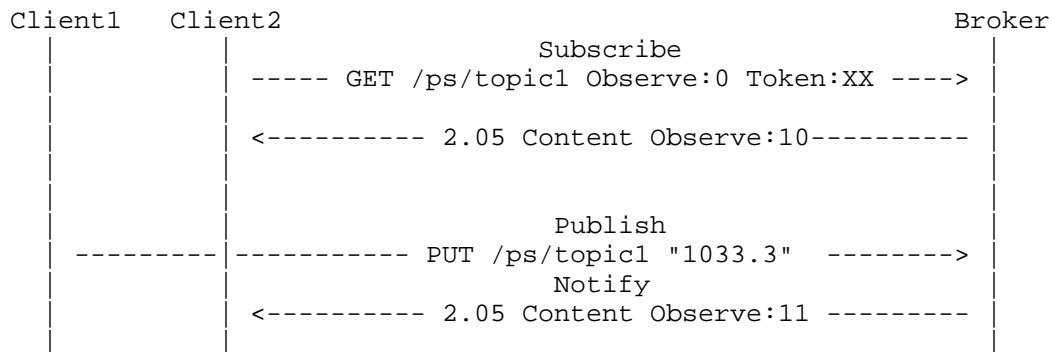 Client1 Client2 Broker
Subscribe
----- GET /ps/topic1 Observe:0 Token:XX ---->
<---------- 2.05 Content Observe:10----------
Publish
---------|----------- PUT /ps/topic1 "1033.3" -------->
Notify
<---------- 2.05 Content Observe:11 ---------